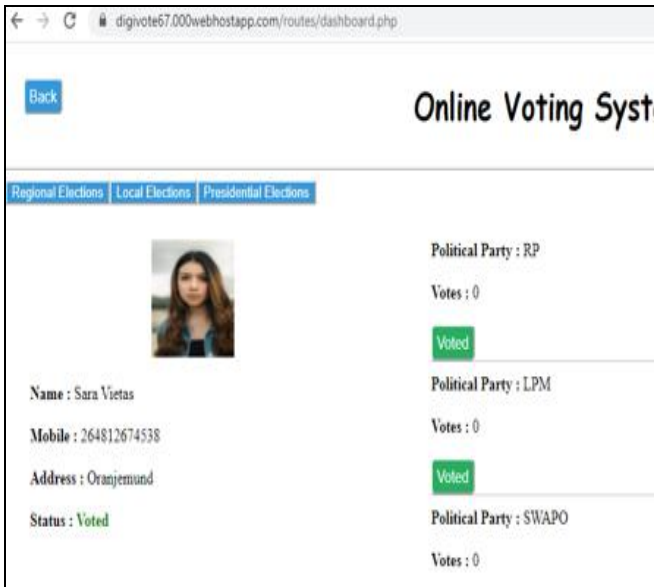 digivote67.000webhostapp.com/routes/dashboard.php
Back
Online Voting Syst
Regional Elections Local Elections Presidential Elections
Name : Sara Vietas
Mobile : 264812674538
Address : Oranjemund
Status : Voted
Political Party : RP
Votes : 0
Voted
Political Party : LPM
Votes : 0
Voted
Political Party : SWAPO
Votes : 0